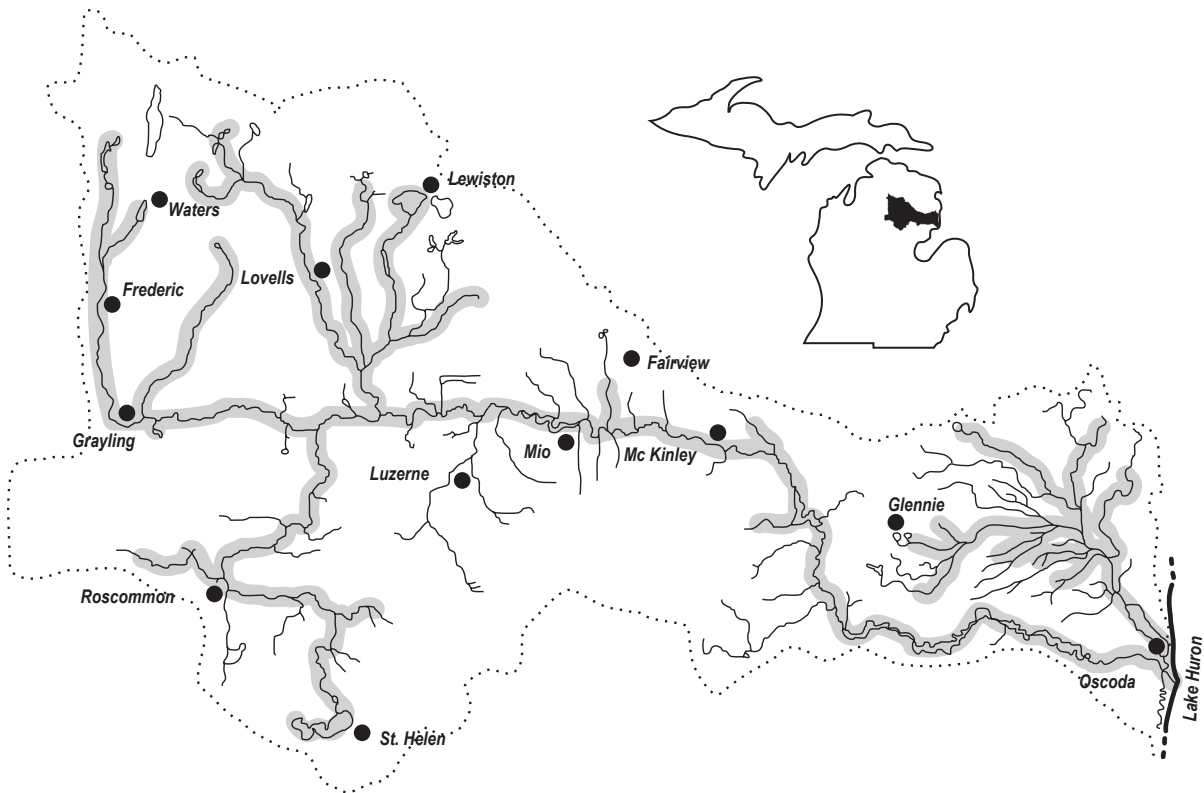 Lewiston
Waters
Lovells
Frederic
Fairview
Grayling
Mio
Mc Kinley
Luzerne
Glennie
Roscommon
Oscoda
Lake Huron
St. Helen